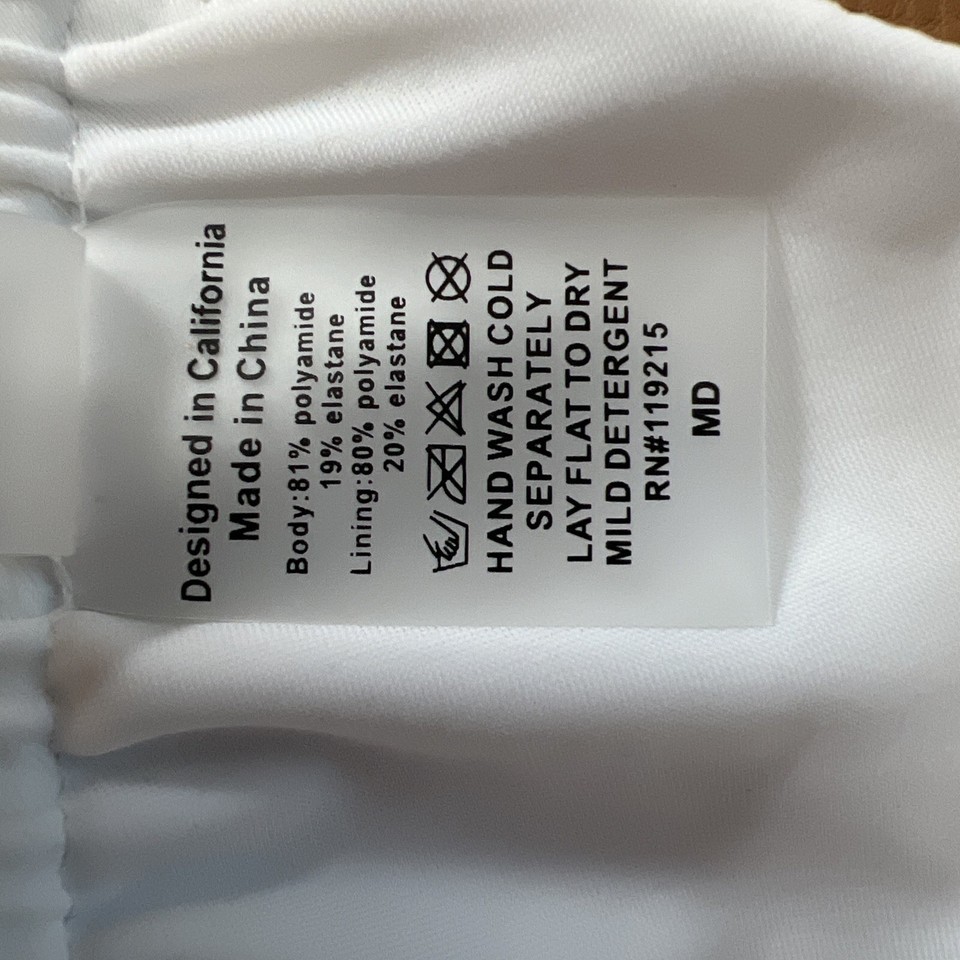 Designed in California
Made in China
Body:81% polyamide
19% elastane
Lining:80% polyamide
20% elastane
HAND WASH COLD
SEPARATELY
LAY FLAT TO DRY
MILD DETERGENT
RN#119215
MD